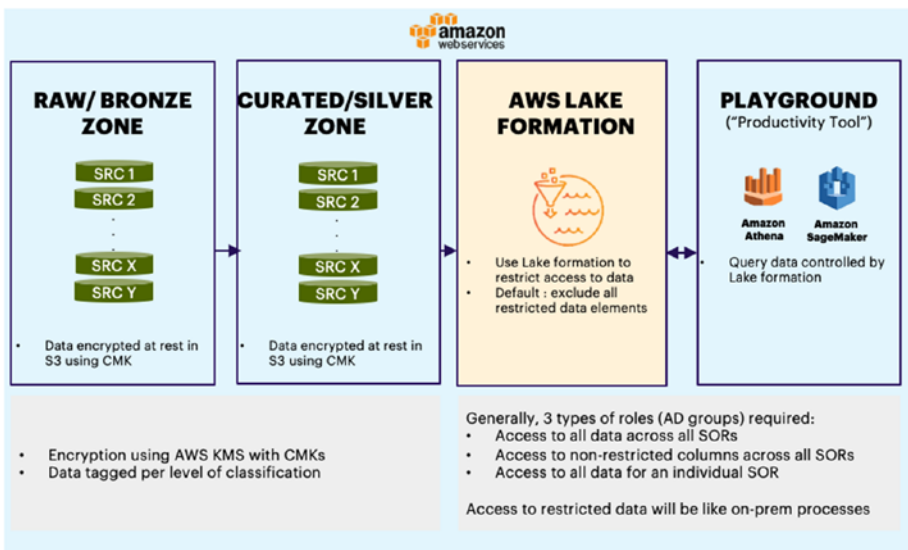 amazon
webservices
RAW/ BRONZE
ZONE
SRC 1
SRC 2
.
.
.
SRC X
SRC Y
• Data encrypted at rest in
S3 using CMK
CURATED/SILVER
ZONE
SRC 1
SRC 2
.
.
.
SRC X
SRC Y
• Data encrypted at rest in
S3 using CMK
AWS LAKE
FORMATION
• Use Lake formation to
restrict access to data
• Default : exclude all
restricted data elements
PLAYGROUND
("Productivity Tool")
Amazon
Athena
Amazon
SageMaker
• Query data controlled by
Lake formation
• Encryption using AWS KMS with CMKs
• Data tagged per level of classification
Generally, 3 types of roles (AD groups) required:
• Access to all data across all SORs
• Access to non-restricted columns across all SORs
• Access to all data for an individual SOR
Access to restricted data will be like on-prem processes